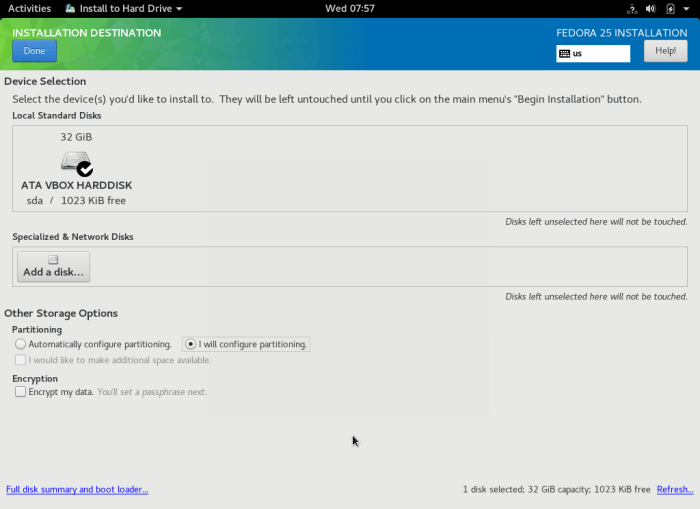 Activities Install to Hard Drive Wed 07:57
INSTALLATION DESTINATION FEDORA 25 INSTALLATION
Done us Help!
Device Selection
Select the device(s) you'd like to install to. They will be left untouched until you click on the main menu's "Begin Installation" button.
Local Standard Disks
32 GiB
ATA VBOX HARDDISK
sda / 1023 KiB free
Disks left unselected here will not be touched.
Specialized & Network Disks
Add a disk...
Disks left unselected here will not be touched.
Other Storage Options
Partitioning
Automatically configure partitioning. I will configure partitioning.
I would like to make additional space available.
Encryption
Encrypt my data. You'll set a passphrase next.
Full disk summary and boot loader... 1 disk selected; 32 GiB capacity; 1023 KiB free Refresh...